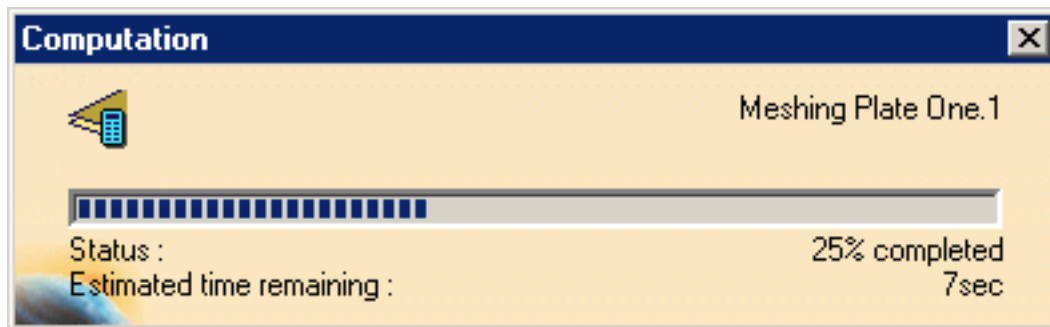 Computation
Meshing Plate One.1
Status : 25% completed
Estimated time remaining : 7sec